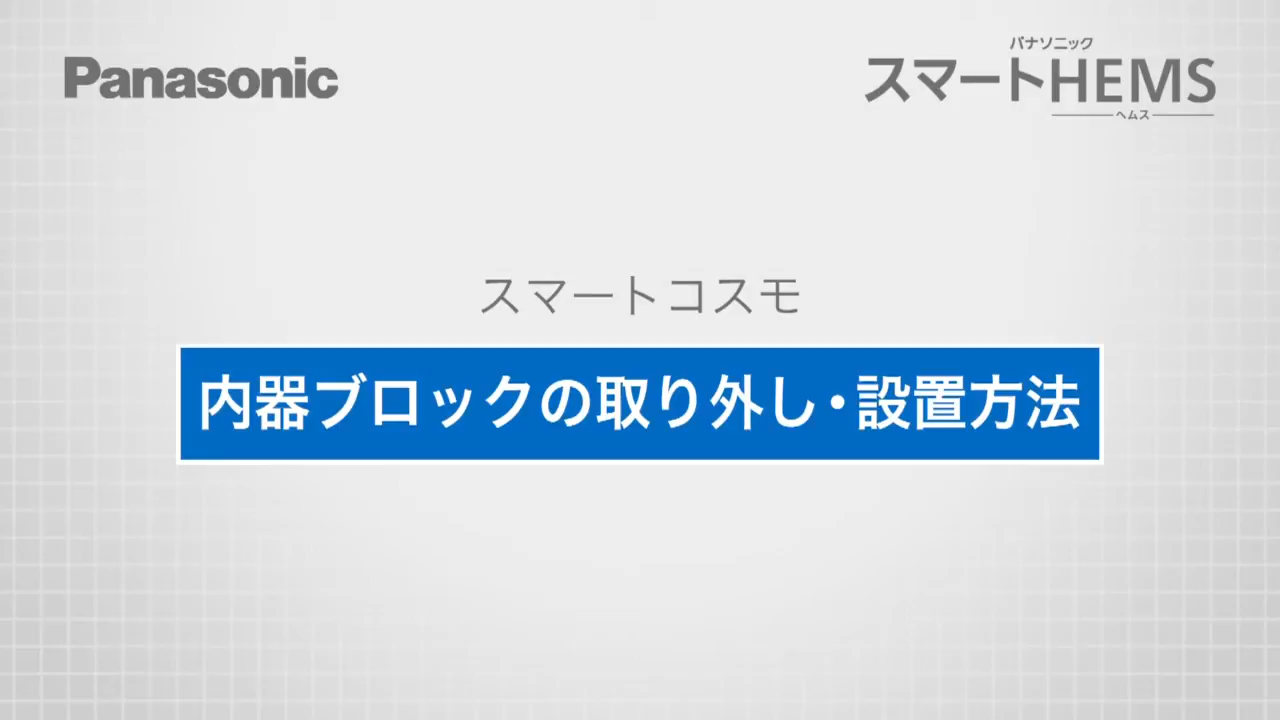 Panasonic
パナソニック
スマートHEMS
ヘムス
スマートコスモ
内器ブロックの取り外し・設置方法